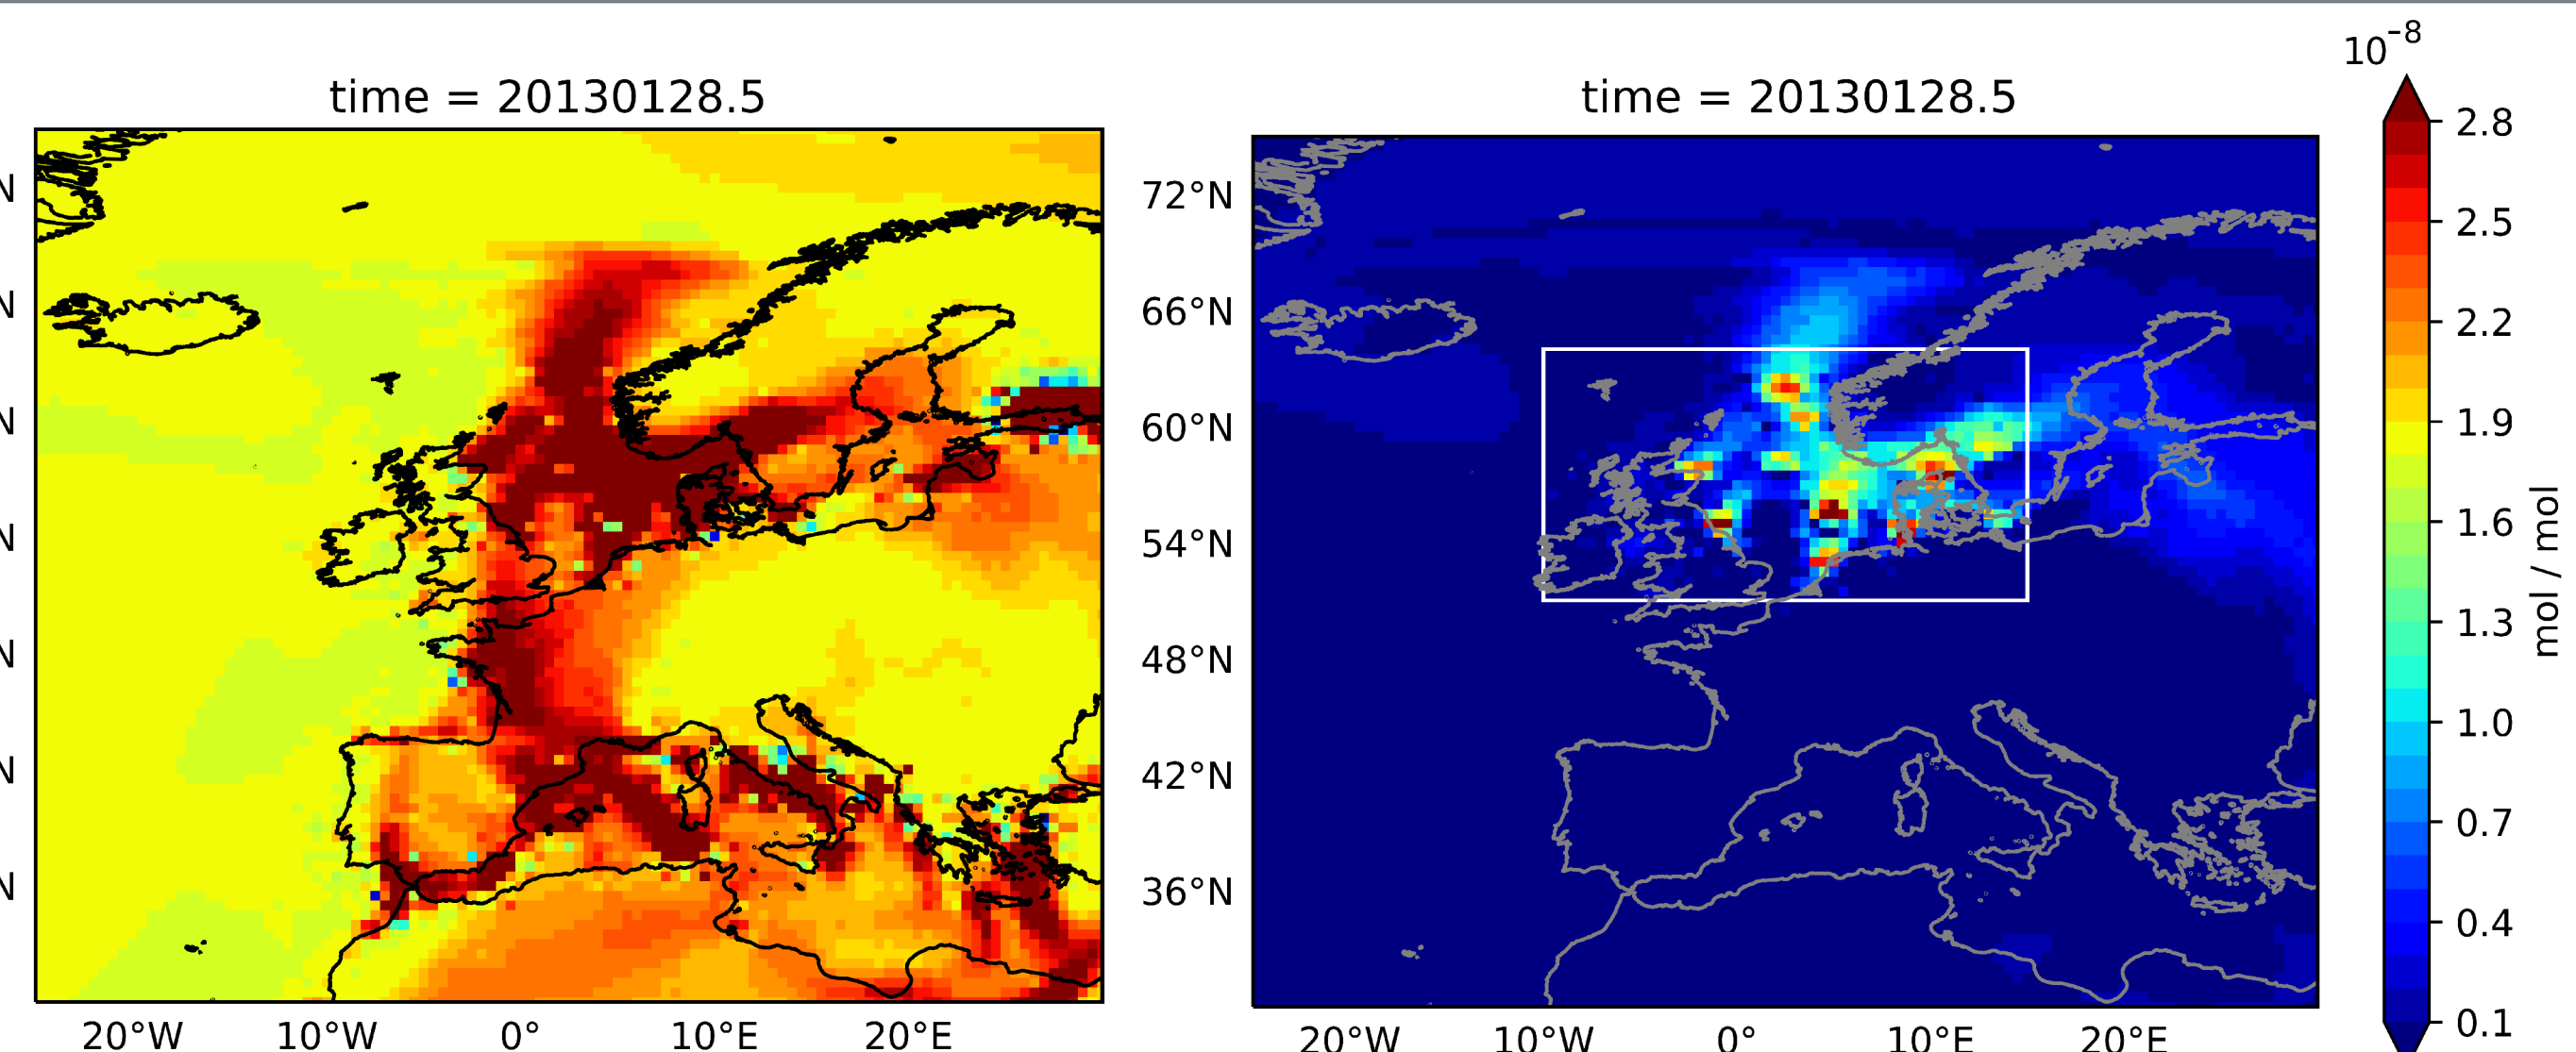 10⁻⁸
time = 20130128.5
time = 20130128.5
N
N
N
N
N
N
N
72°N
66°N
60°N
54°N
48°N
42°N
36°N
2.8
2.5
2.2
1.9
1.6
1.3
1.0
0.7
0.4
0.1
mol / mol
20°W 10°W 0° 10°E 20°E
20°W 10°W 0° 10°E 20°E